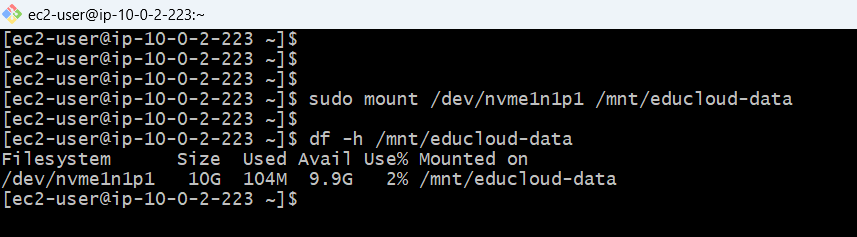 ec2-user@ip-10-0-2-223:~
[ec2-user@ip-10-0-2-223 ~]$
[ec2-user@ip-10-0-2-223 ~]$
[ec2-user@ip-10-0-2-223 ~]$
[ec2-user@ip-10-0-2-223 ~]$ sudo mount /dev/nvme1n1p1 /mnt/educloud-data
[ec2-user@ip-10-0-2-223 ~]$
[ec2-user@ip-10-0-2-223 ~]$ df -h /mnt/educloud-data
Filesystem      Size  Used Avail Use% Mounted on
/dev/nvme1n1p1   10G  104M  9.9G   2% /mnt/educloud-data
[ec2-user@ip-10-0-2-223 ~]$